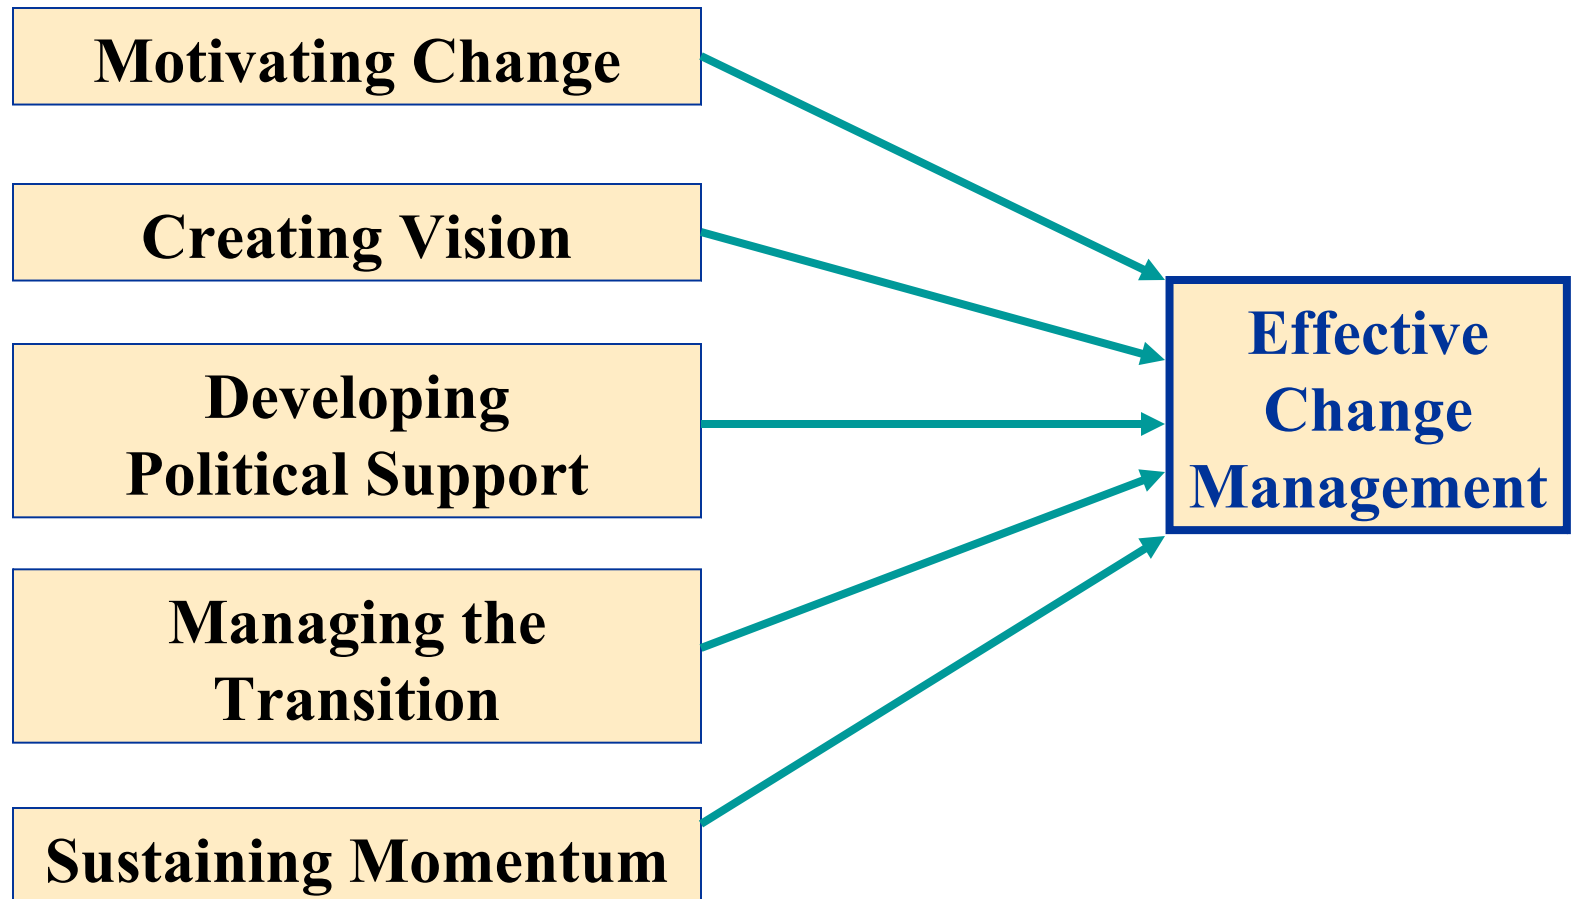 Motivating Change
Creating Vision
Developing
Political Support
Managing the
Transition
Sustaining Momentum
Effective
Change
Management